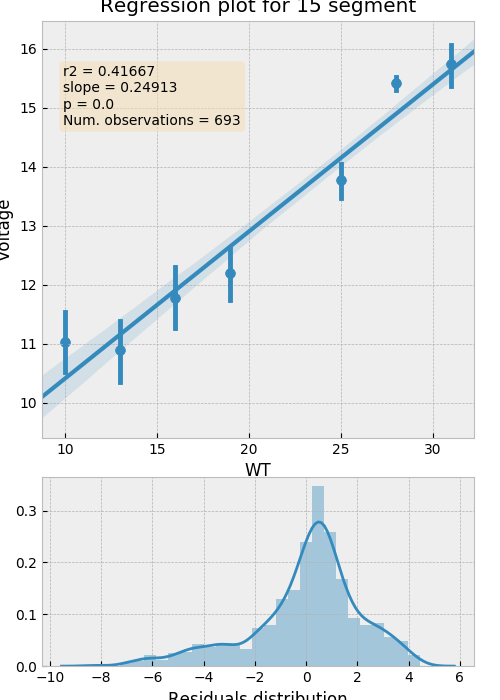 Regression plot for 15 segment
16
15
14
13
12
11
10
voltage
r2 = 0.41667
slope = 0.24913
p = 0.0
Num. observations = 693
10 15 20 25 30
WT
0.3
0.2
0.1
0.0
−10 −8 −6 −4 −2 0 2 4 6
Residuals distribution